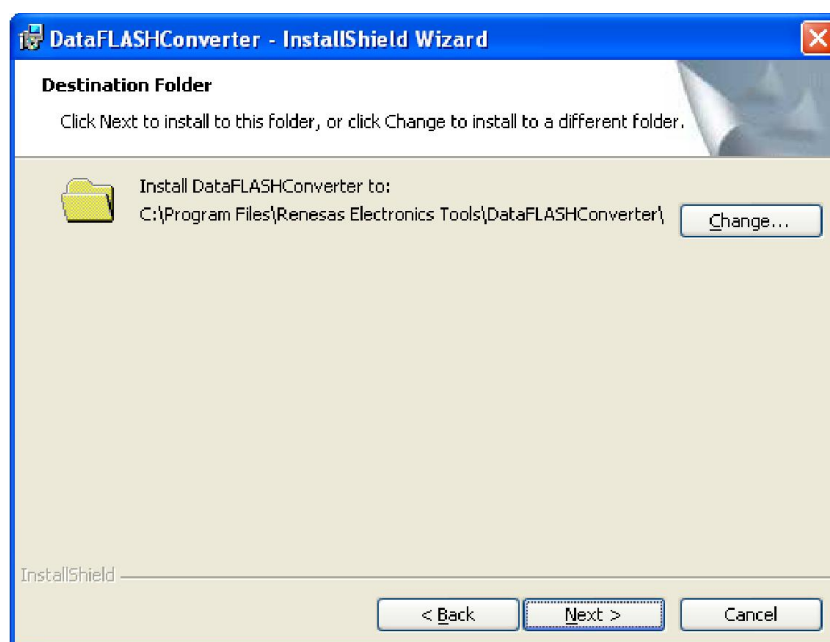 DataFLASHConverter - InstallShield Wizard
Destination Folder
Click Next to install to this folder, or click Change to install to a different folder.
Install DataFLASHConverter to:
C:\Program Files\Renesas Electronics Tools\DataFLASHConverter\
Change...
InstallShield
< Back
Next >
Cancel